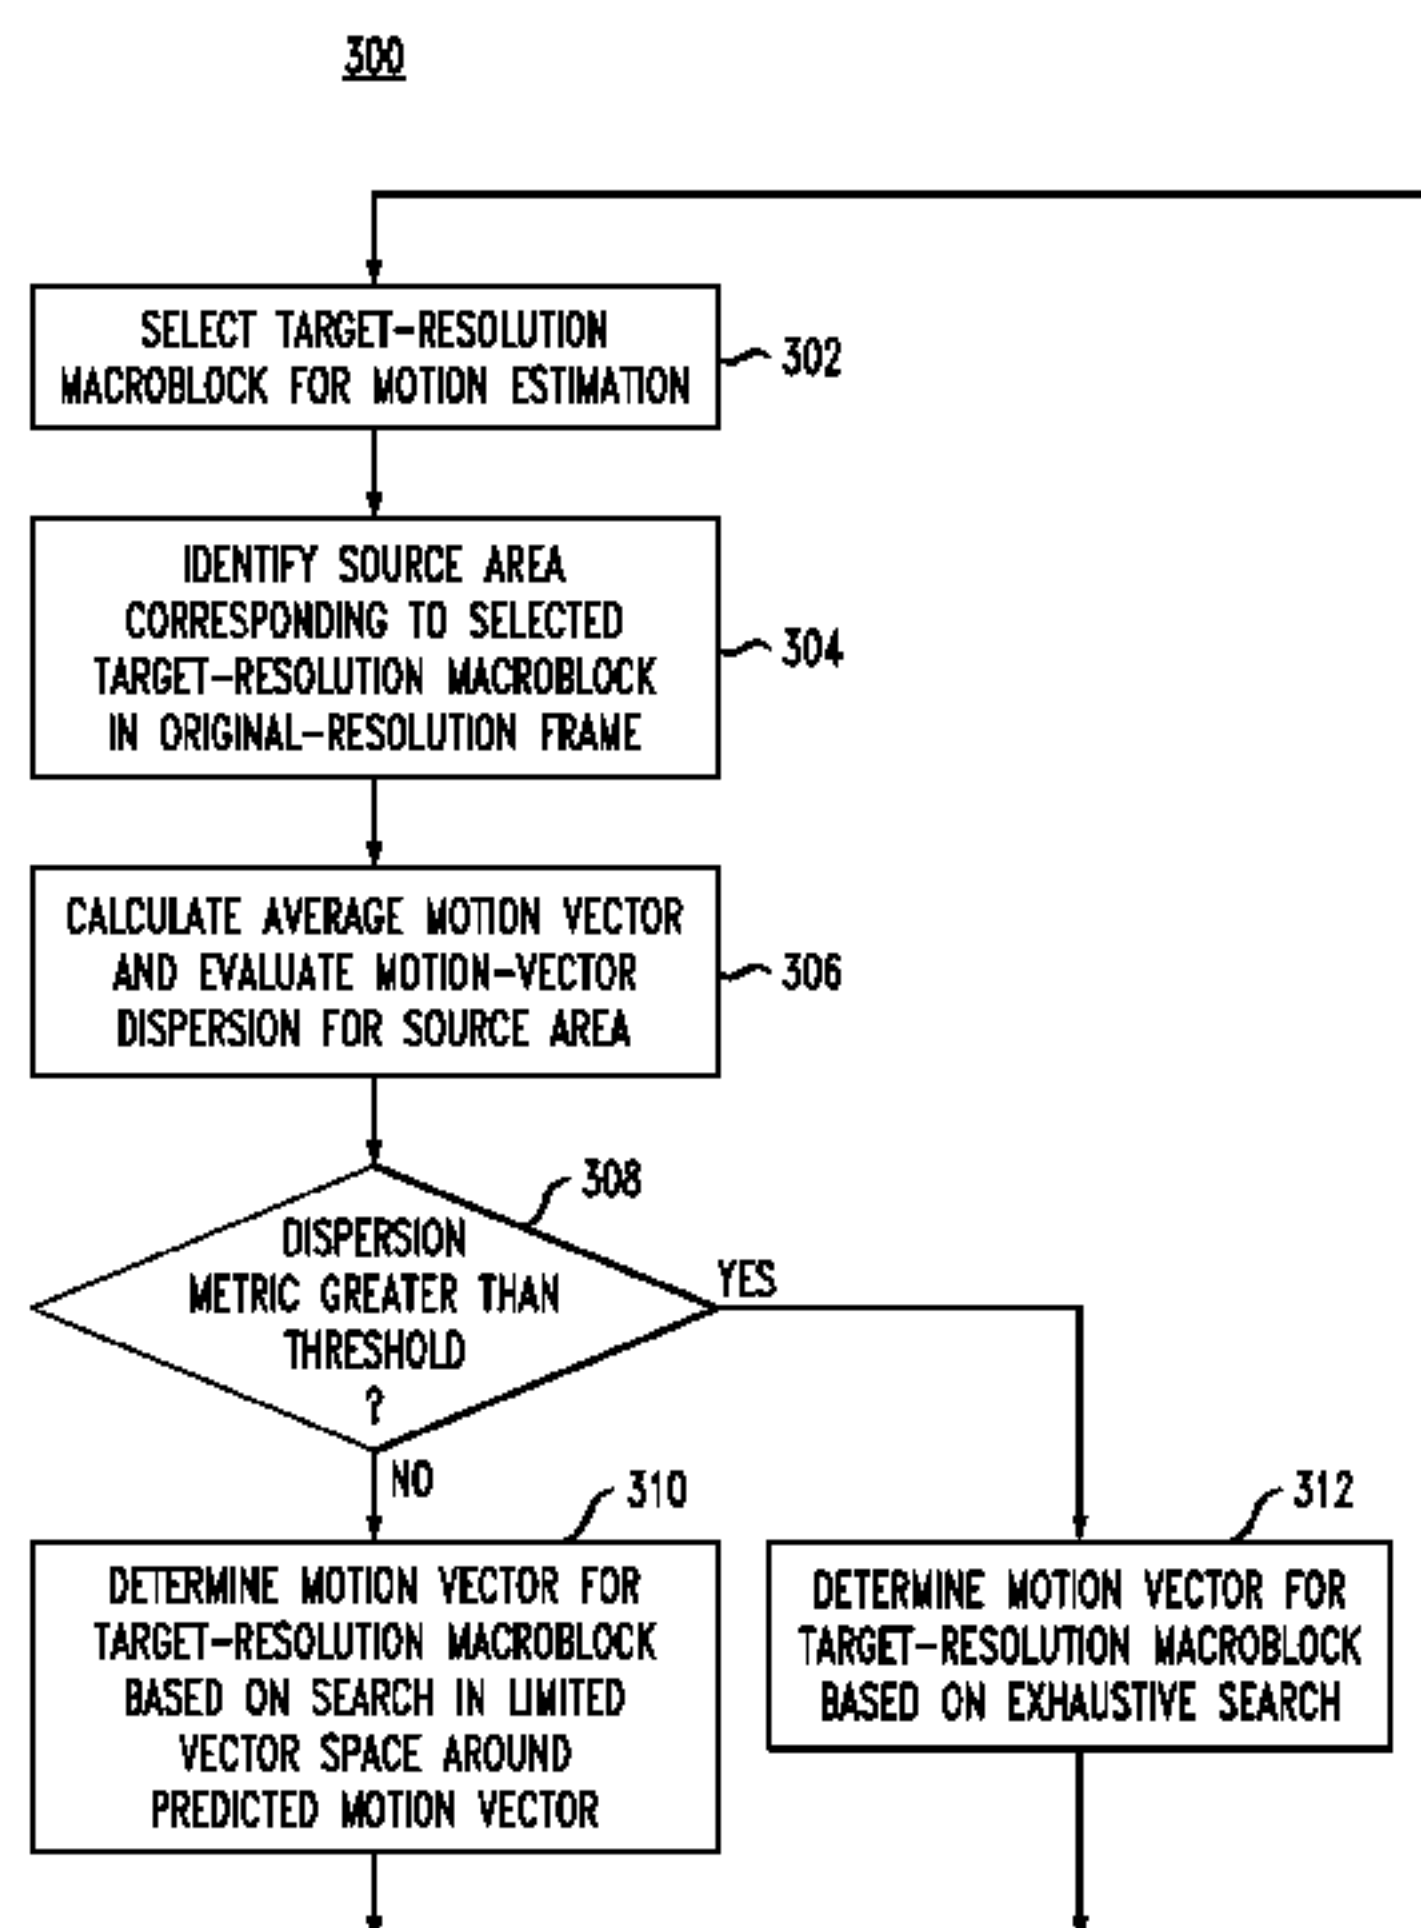 300
SELECT TARGET-RESOLUTION
MACROBLOCK FOR MOTION ESTIMATION
302
IDENTIFY SOURCE AREA
CORRESPONDING TO SELECTED
TARGET-RESOLUTION MACROBLOCK
IN ORIGINAL-RESOLUTION FRAME
304
CALCULATE AVERAGE MOTION VECTOR
AND EVALUATE MOTION-VECTOR
DISPERSION FOR SOURCE AREA
306
308
DISPERSION
METRIC GREATER THAN
THRESHOLD
?
YES
NO
310
DETERMINE MOTION VECTOR FOR
TARGET-RESOLUTION MACROBLOCK
BASED ON SEARCH IN LIMITED
VECTOR SPACE AROUND
PREDICTED MOTION VECTOR
312
DETERMINE MOTION VECTOR FOR
TARGET-RESOLUTION MACROBLOCK
BASED ON EXHAUSTIVE SEARCH